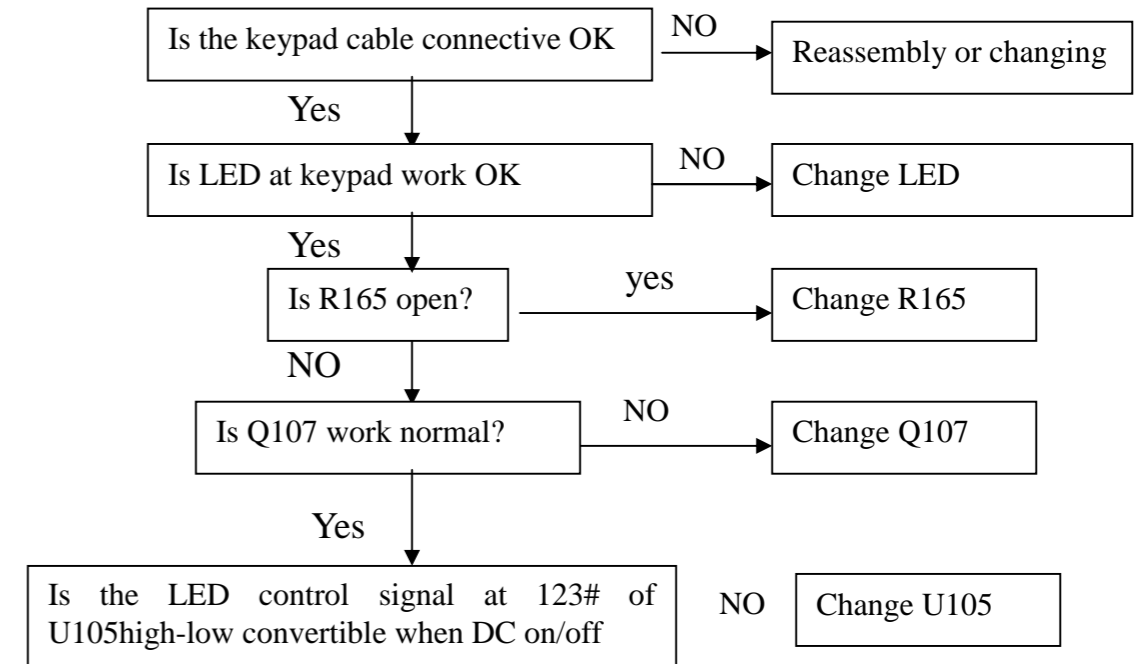 Is the keypad cable connective OK
NO
Reassembly or changing
Yes
Is LED at keypad work OK
NO
Change LED
Yes
Is R165 open?
yes
Change R165
NO
Is Q107 work normal?
NO
Change Q107
Yes
Is the LED control signal at 123# of
U105high-low convertible when DC on/off
NO
Change U105